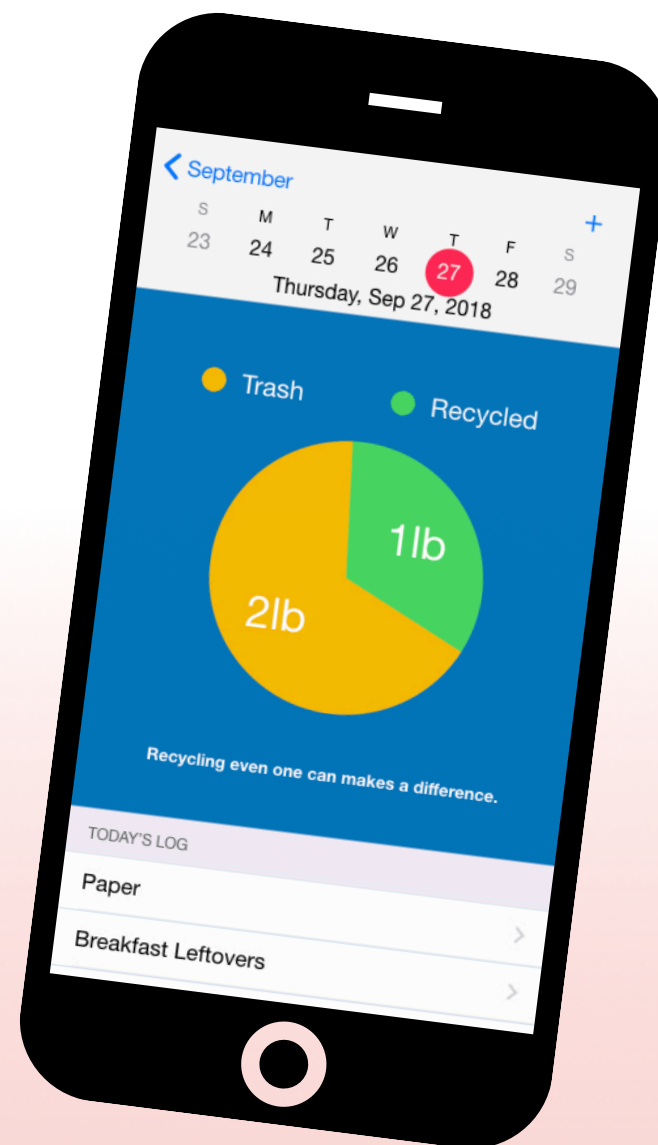 September
+
S M T W T F S
23 24 25 26 27 28 29
Thursday, Sep 27, 2018
Trash Recycled
1lb
2lb
Recycling even one can makes a difference.
TODAY'S LOG
Paper
Breakfast Leftovers